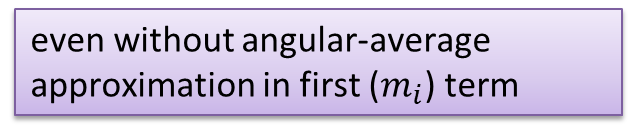 even without angular-average
approximation in first (𝑚ᵢ) term